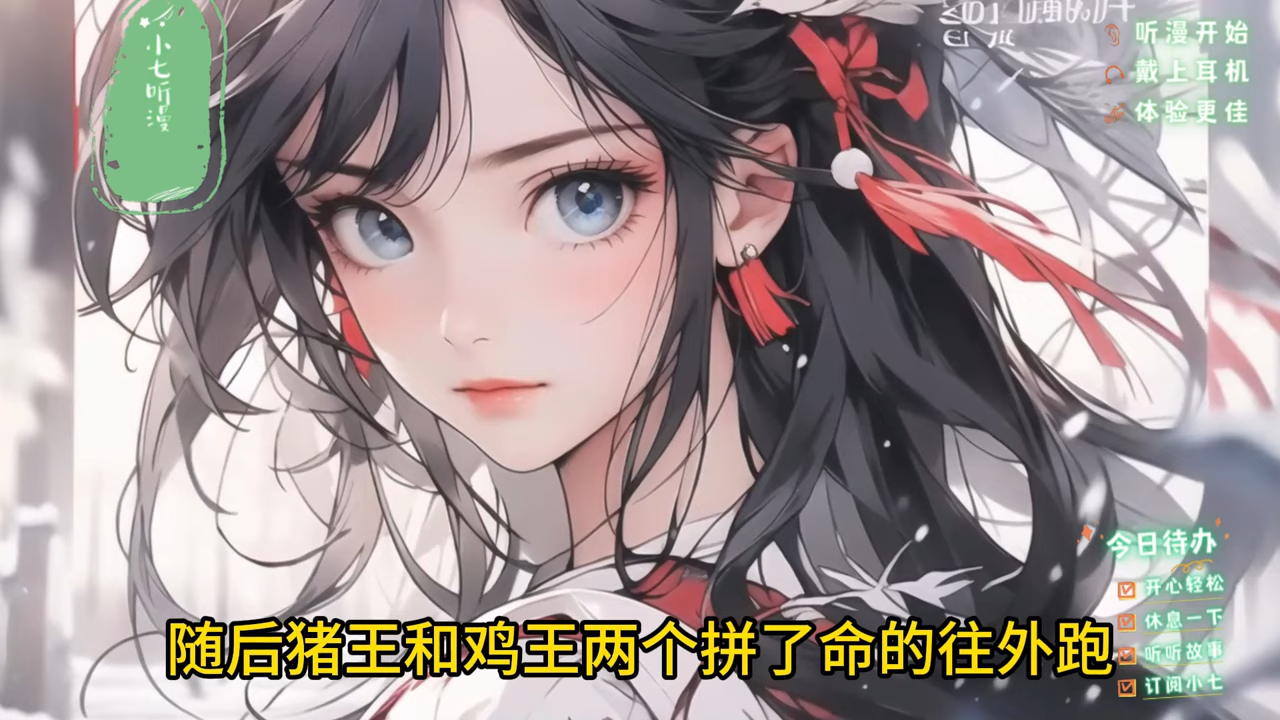 小七听漫
听漫开始
戴上耳机
体验更佳
今日待办
开心轻松
休息一下
听听故事
订阅小七
随后猪王和鸡王两个拼了命的往外跑